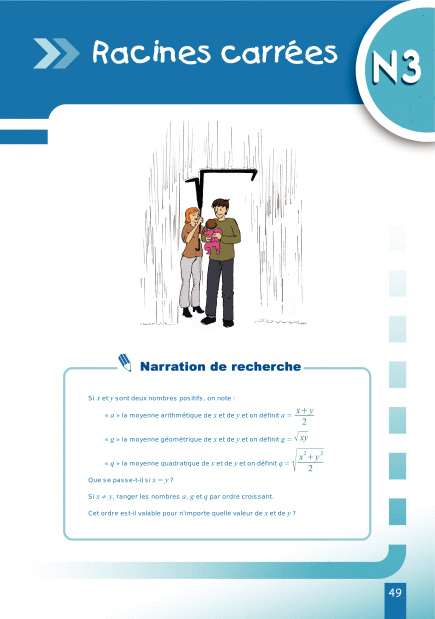 Racines carrées
N3
Narration de recherche
Si x et y sont deux nombres positifs, on note :
« a » la moyenne arithmétique de x et de y et on définit a = \frac{x+y}{2}
« g » la moyenne géométrique de x et de y et on définit g = \sqrt{xy}
« q » la moyenne quadratique de x et de y et on définit q = \sqrt{\frac{x^2+y^2}{2}}
Que se passe-t-il si x = y ?
Si x ≠ y, ranger les nombres a, g et q par ordre croissant.
Cet ordre est-il valable pour n'importe quelle valeur de x et de y ?
49